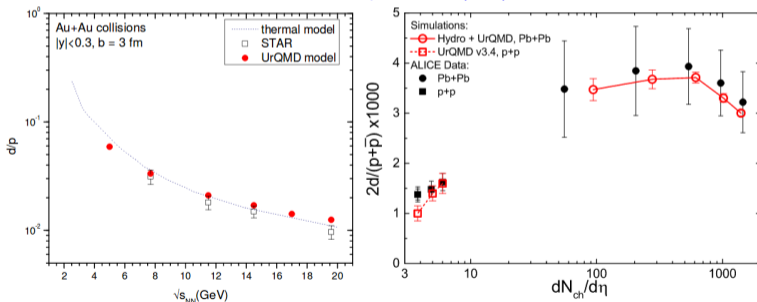 Au+Au collisions
|y|<0.3, b = 3 fm
thermal model
STAR
UrQMD model
10⁰
10⁻¹
10⁻²
d/p
2 4 6 8 10 12 14 16 18 20
√sNN(GeV)
Simulations:
Hydro + UrQMD, Pb+Pb
UrQMD v3.4, p+p
ALICE Data:
Pb+Pb
p+p
5
4
3
2
1
0
2d/(p+p̅) x1000
3 10 100 1000
dNch/dη